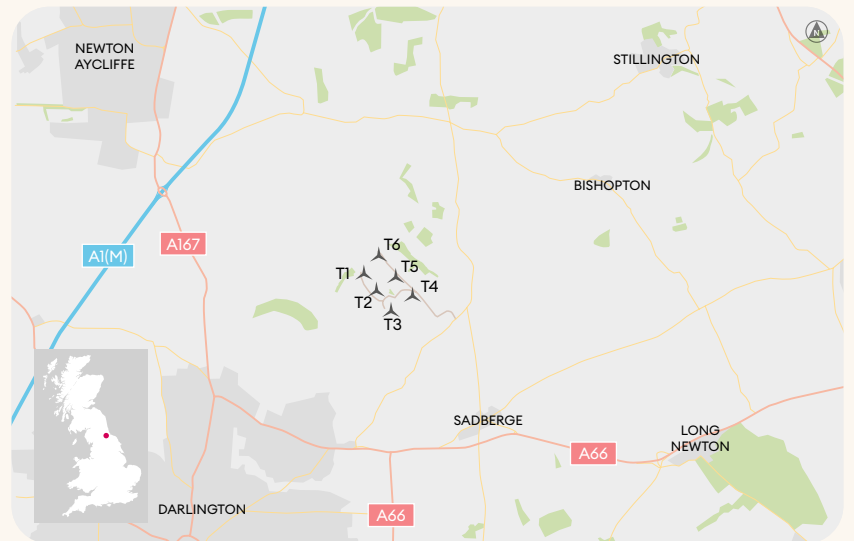 NEWTON
AYCLIFFE
STILLINGTON
N
BISHOPTON
A167
A1(M)
T6
T1
T5
T2
T4
T3
SADBERGE
LONG
NEWTON
A66
DARLINGTON
A66